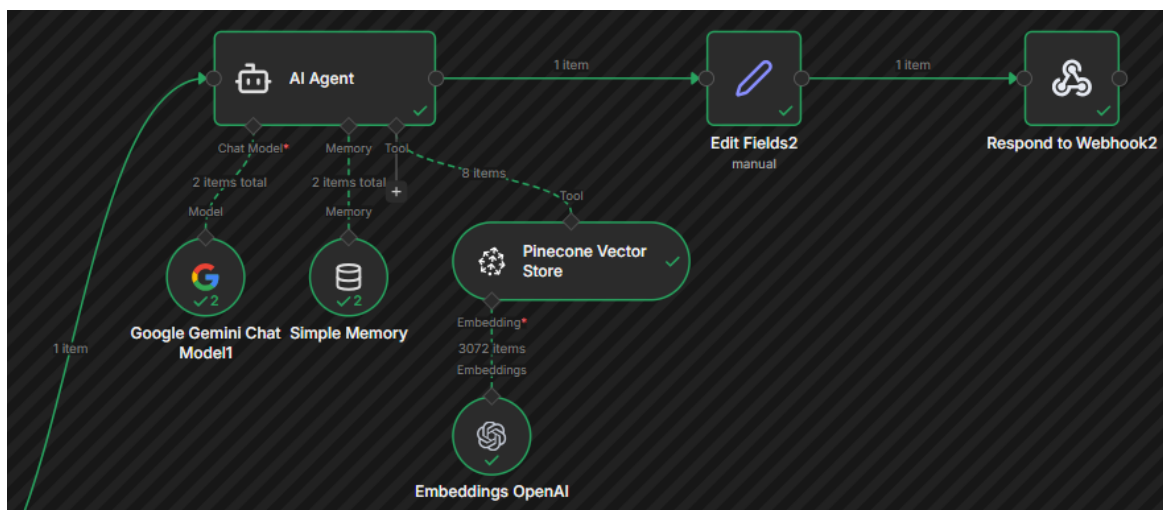 AI Agent
1 item
1 item
Edit Fields2
manual
Respond to Webhook2
Chat Model*
Memory
Tool
2 items total
2 items total
+
8 items
Model
Memory
Tool
Pinecone Vector
Store
2
2
Google Gemini Chat
Model1
Simple Memory
Embedding*
3072 items
Embeddings
1 item
Embeddings OpenAI